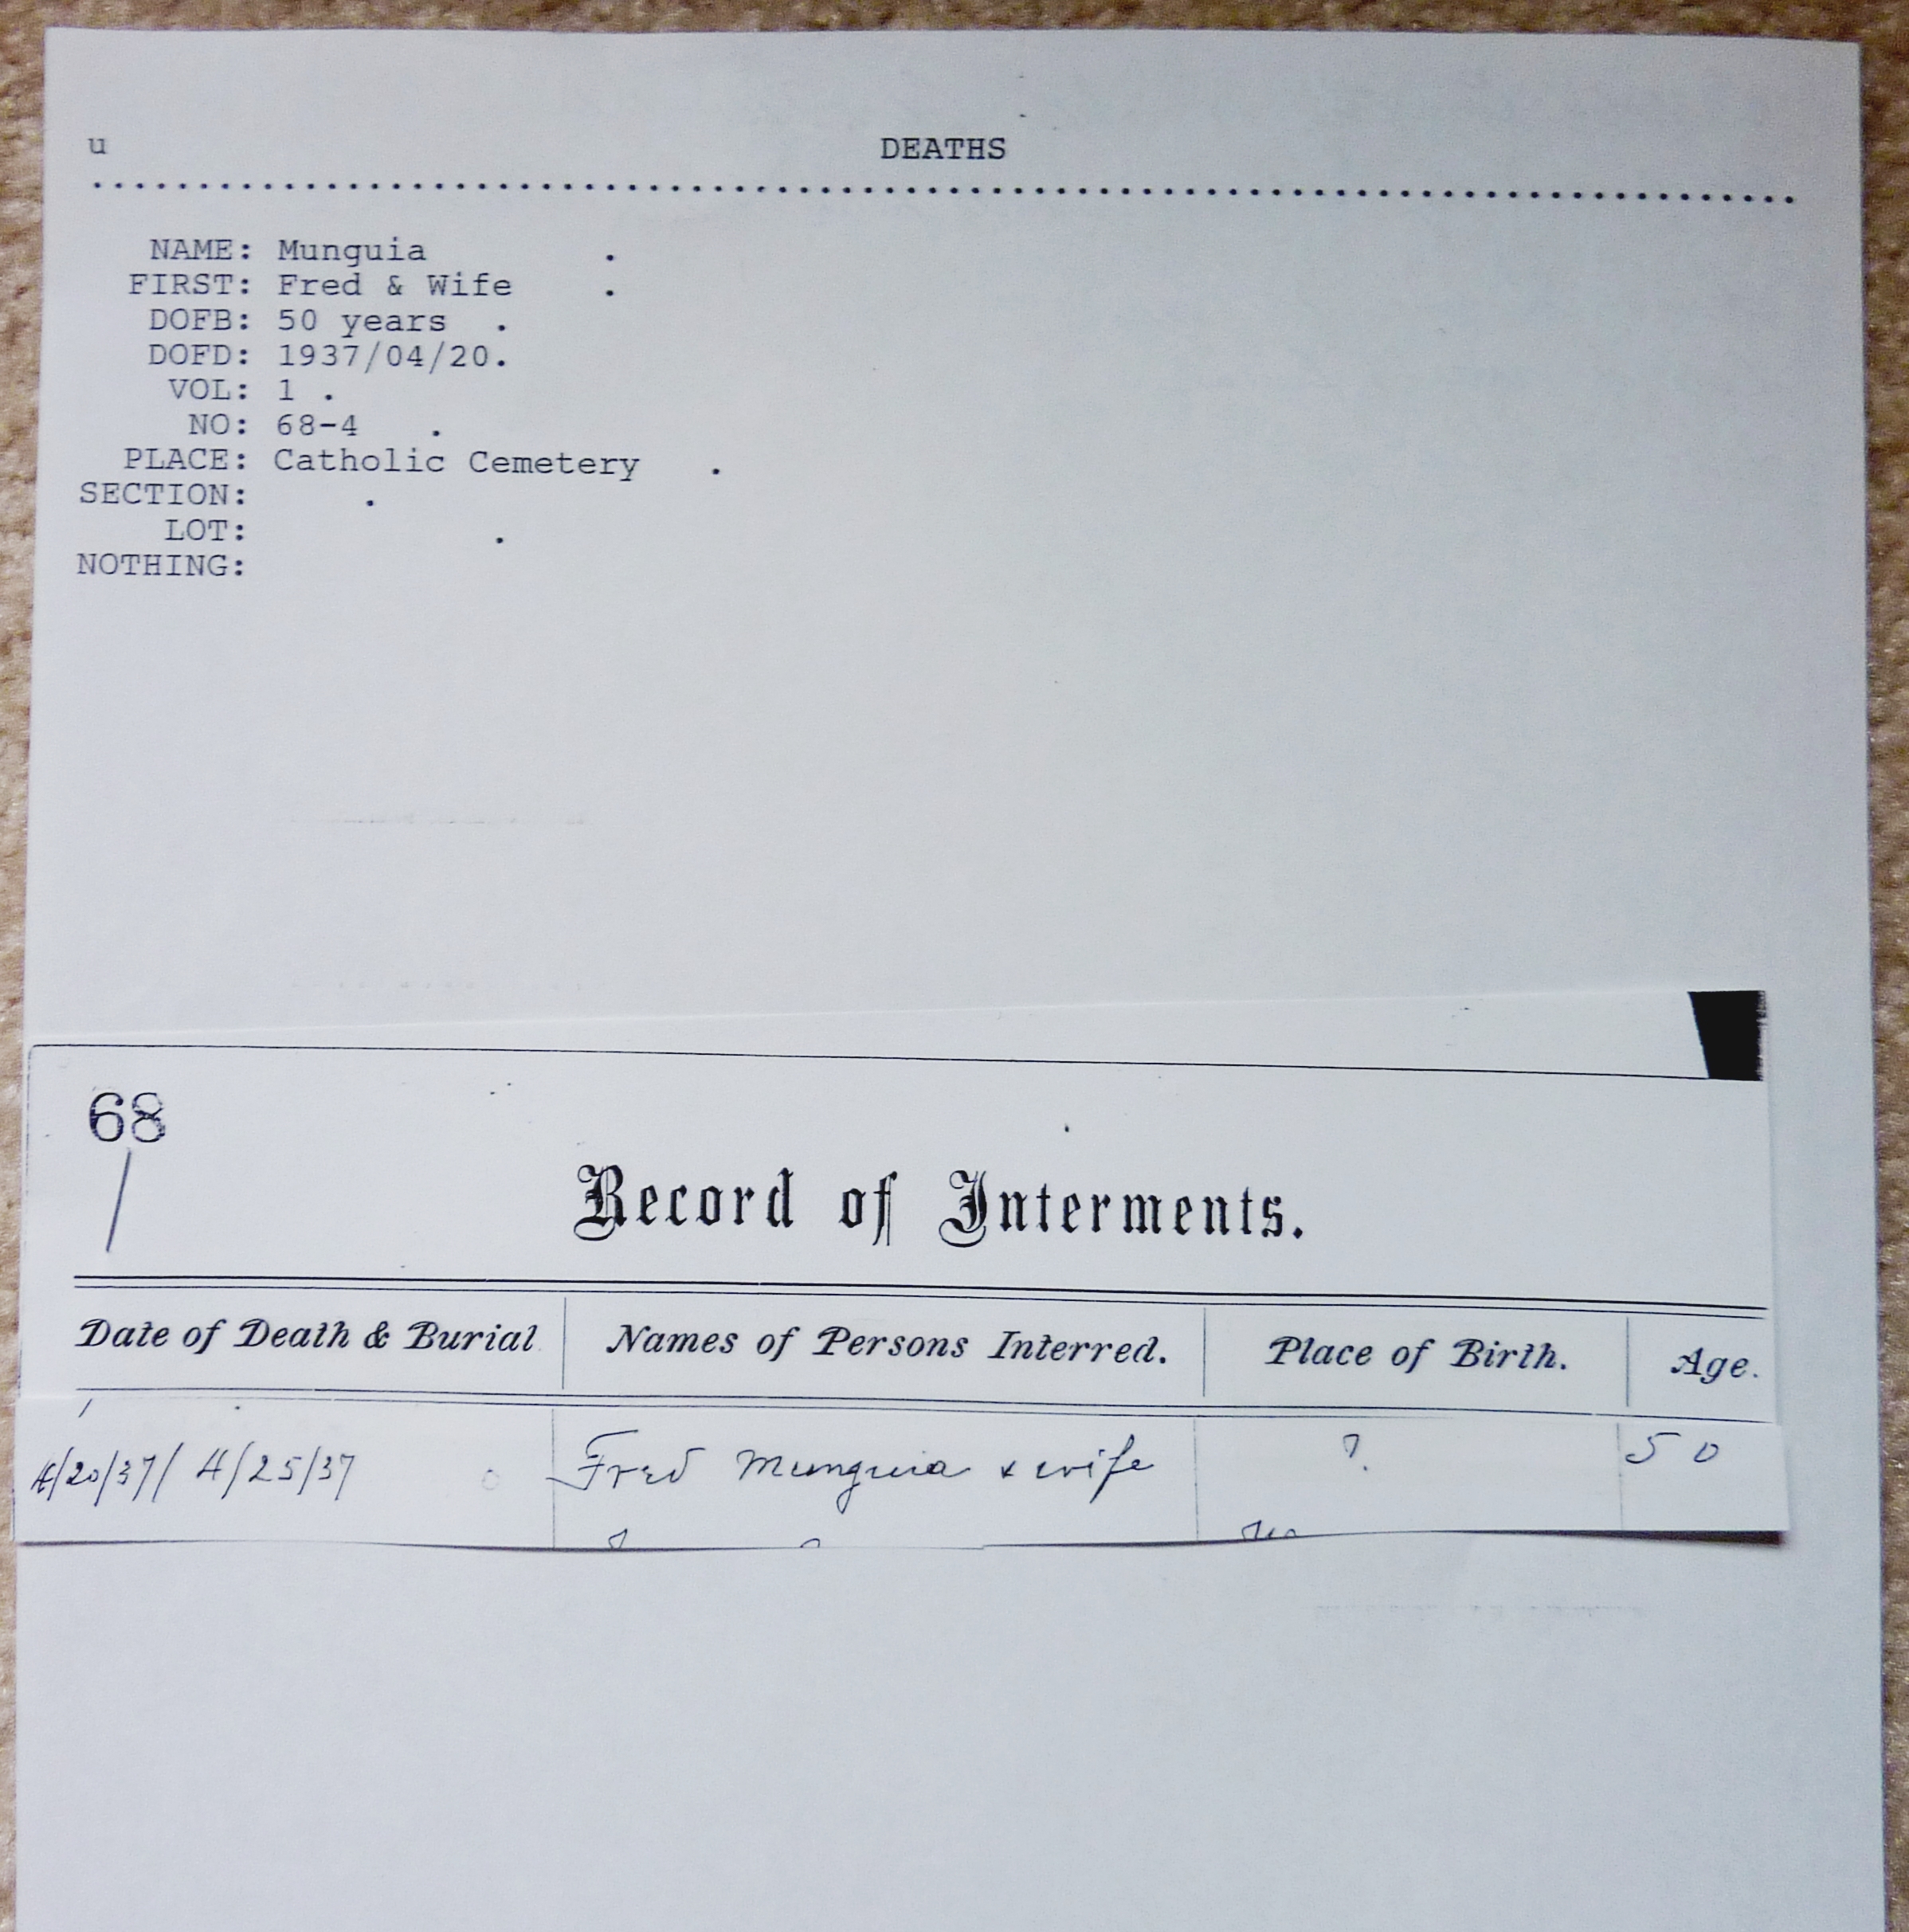 u DEATHS
................................................................................
NAME: Munguia .
FIRST: Fred & Wife .
DOFB: 50 years .
DOFD: 1937/04/20.
VOL: 1 .
NO: 68-4 .
PLACE: Catholic Cemetery .
SECTION: .
LOT: .
NOTHING:
68
Record of Interments.
Date of Death & Burial Names of Persons Interred. Place of Birth. Age.
4/20/37/ 4/25/37 Fred Munguia & wife ? 50